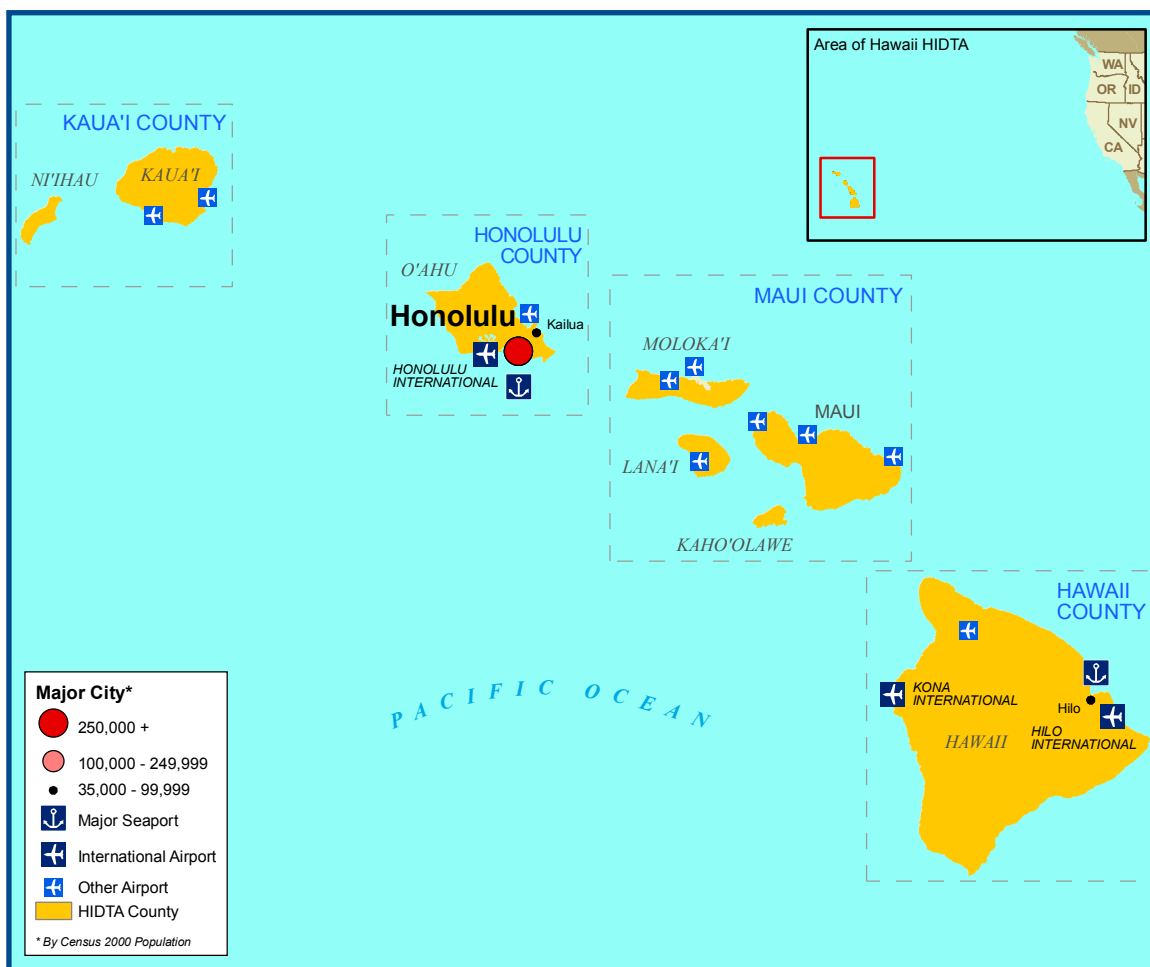 Area of Hawaii HIDTA
WA
OR ID
NV
CA
KAUA'I COUNTY
NI'IHAU
KAUA'I
HONOLULU
COUNTY
O'AHU
Honolulu
Kailua
HONOLULU
INTERNATIONAL
MAUI COUNTY
MOLOKA'I
MAUI
LANA'I
KAHO'OLAWE
HAWAII
COUNTY
KONA
INTERNATIONAL
Hilo
HILO
INTERNATIONAL
HAWAII
PACIFIC OCEAN
Major City*
250,000 +
100,000 - 249,999
35,000 - 99,999
Major Seaport
International Airport
Other Airport
HIDTA County
* By Census 2000 Population